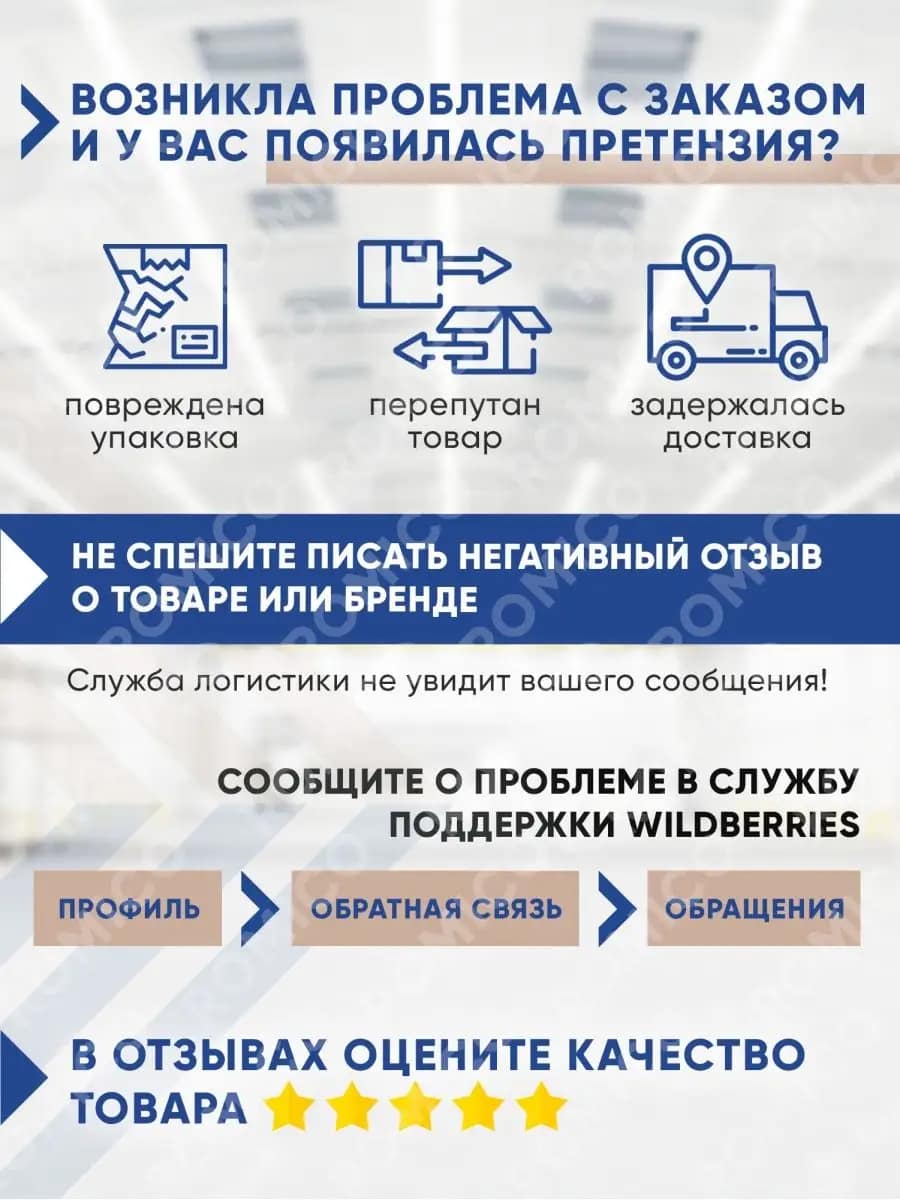 ВОЗНИКЛА ПРОБЛЕМА С ЗАКАЗОМ
И У ВАС ПОЯВИЛАСЬ ПРЕТЕНЗИЯ?
повреждена
упаковка
перепутан
товар
задержалась
доставка
НЕ СПЕШИТЕ ПИСАТЬ НЕГАТИВНЫЙ ОТЗЫВ
О ТОВАРЕ ИЛИ БРЕНДЕ
Служба логистики не увидит вашего сообщения!
СООБЩИТЕ О ПРОБЛЕМЕ В СЛУЖБУ
ПОДДЕРЖКИ WILDBERRIES
ПРОФИЛЬ
ОБРАТНАЯ СВЯЗЬ
ОБРАЩЕНИЯ
В ОТЗЫВАХ ОЦЕНИТЕ КАЧЕСТВО
ТОВАРА
ROMICO